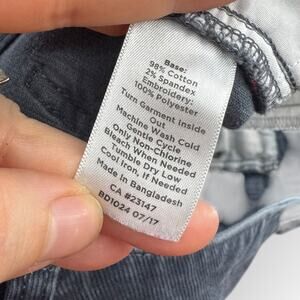 Base:
98% Cotton
2% Spandex
Embroidery:
100% Polyester
Turn Garment Inside
Out
Machine Wash Cold
Gentle Cycle
Only Non-Chlorine
Bleach When Needed
Tumble Dry Low
Cool Iron, if Needed
Made in Bangladesh
CA #23147
BD1024 07/17